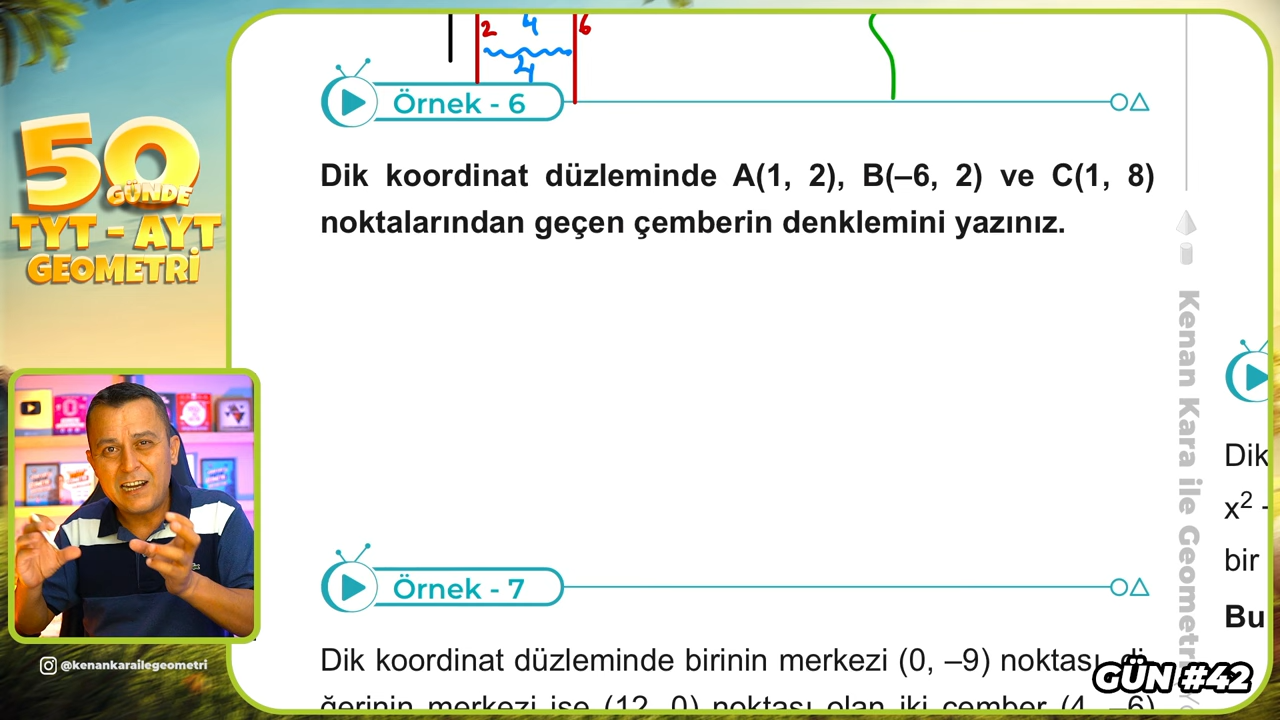 2 4 6
4
Örnek - 6
Dik koordinat düzleminde A(1, 2), B(–6, 2) ve C(1, 8)
noktalarından geçen çemberin denklemini yazınız.
50
GÜNDE
TYT - AYT
GEOMETRİ
Kenan Kara ile Geometri
Dik
x² -
bir
Bu
Örnek - 7
Dik koordinat düzleminde birinin merkezi (0, –9) noktası, di-
ğerinin merkezi ise (12, 0) noktası olan iki çember (4, –6)
@kenankarailegeometri
GÜN #42